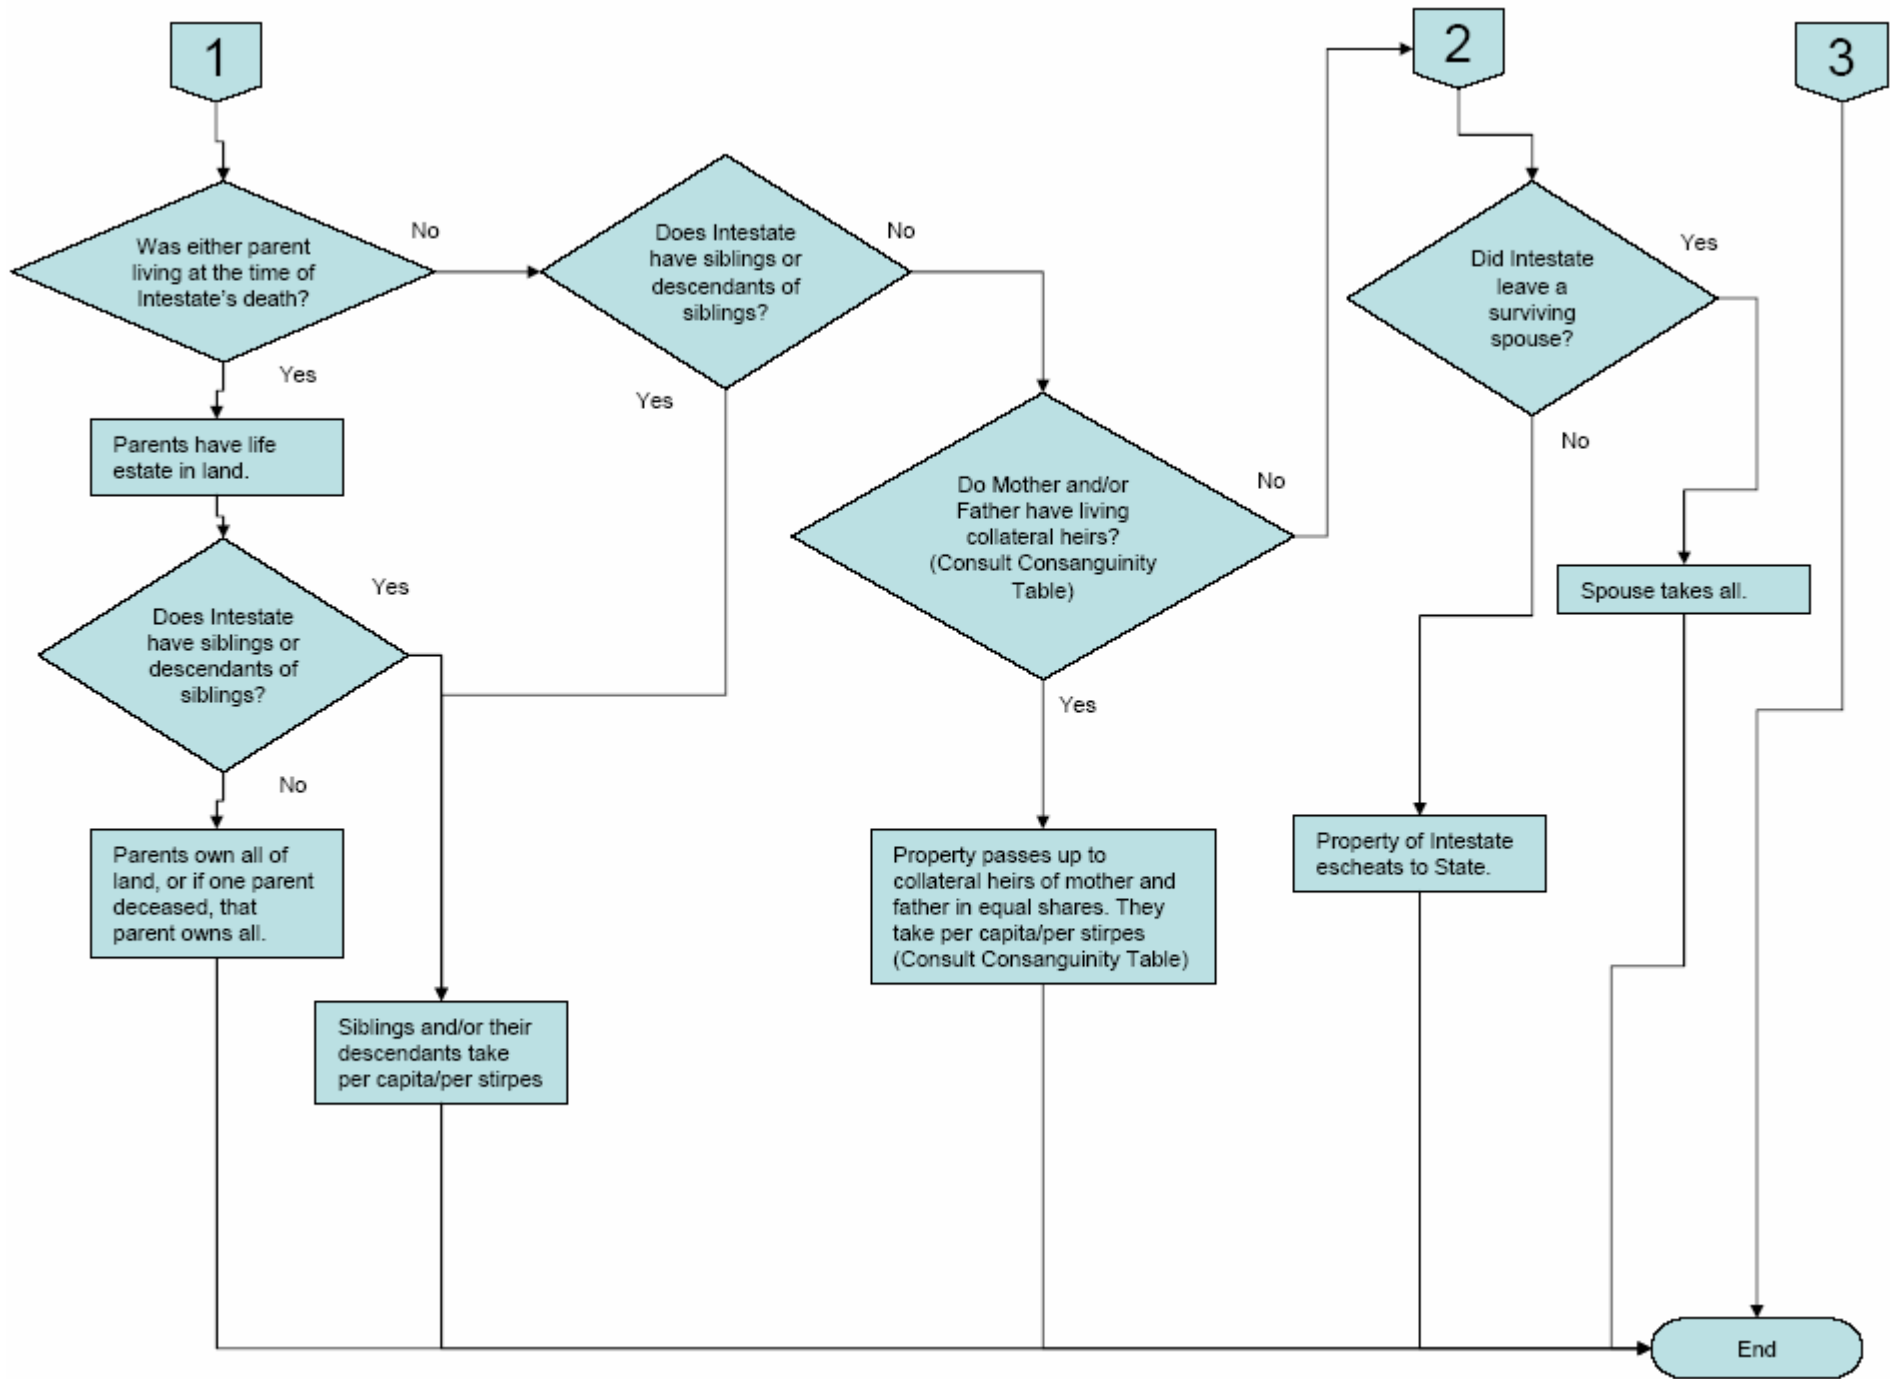 1
2
3
Was either parent
living at the time of
Intestate's death?
No
Yes
Does Intestate
have siblings or
descendants of
siblings?
No
Yes
Did Intestate
leave a
surviving
spouse?
Yes
No
Parents have life
estate in land.
Do Mother and/or
Father have living
collateral heirs?
(Consult Consanguinity
Table)
No
Yes
Spouse takes all.
Does Intestate
have siblings or
descendants of
siblings?
Yes
No
Parents own all of
land, or if one parent
deceased, that
parent owns all.
Property passes up to
collateral heirs of mother and
father in equal shares. They
take per capita/per stirpes
(Consult Consanguinity Table)
Property of Intestate
escheats to State.
Siblings and/or their
descendants take
per capita/per stirpes
End